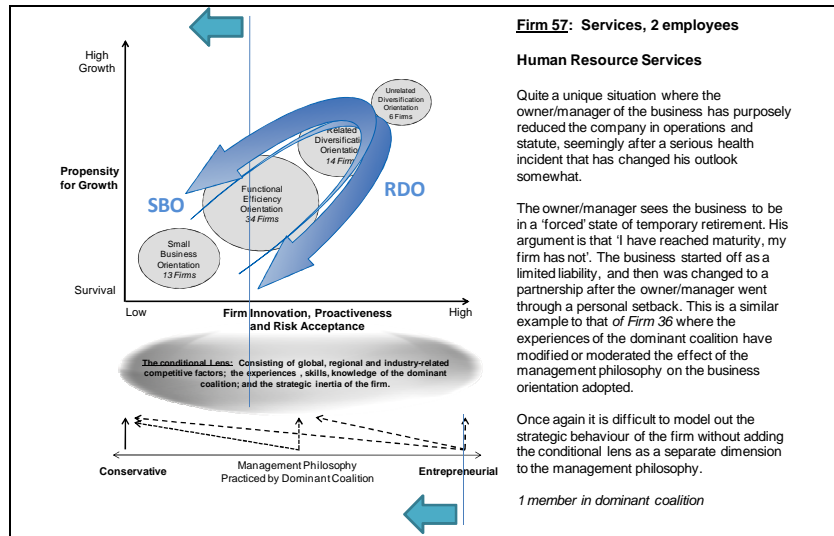 High
Growth
Propensity
for Growth
Survival
Unrelated
Diversification
Orientation
6 Firms
Related
Diversificati
Orientation
14 Firms
SBO
RDO
Functional
Efficiency
Orientation
34 Firms
Small
Business
Orientation
13 Firms
Low
Firm Innovation, Proactiveness
and Risk Acceptance
High
The conditional Lens: Consisting of global, regional and industry-related
competitive factors; the experiences , skills, knowledge of the dominant
coalition; and the strategic inertia of the firm.
Conservative
Management Philosophy
Practiced by Dominant Coalition
Entrepreneurial
Firm 57: Services, 2 employees
Human Resource Services
Quite a unique situation where the
owner/manager of the business has purposely
reduced the company in operations and
statute, seemingly after a serious health
incident that has changed his outlook
somewhat.
The owner/manager sees the business to be
in a ‘forced’ state of temporary retirement. His
argument is that ‘I have reached maturity, my
firm has not’. The business started off as a
limited liability, and then was changed to a
partnership after the owner/manager went
through a personal setback. This is a similar
example to that of Firm 36 where the
experiences of the dominant coalition have
modified or moderated the effect of the
management philosophy on the business
orientation adopted.
Once again it is difficult to model out the
strategic behaviour of the firm without adding
the conditional lens as a separate dimension
to the management philosophy.
1 member in dominant coalition